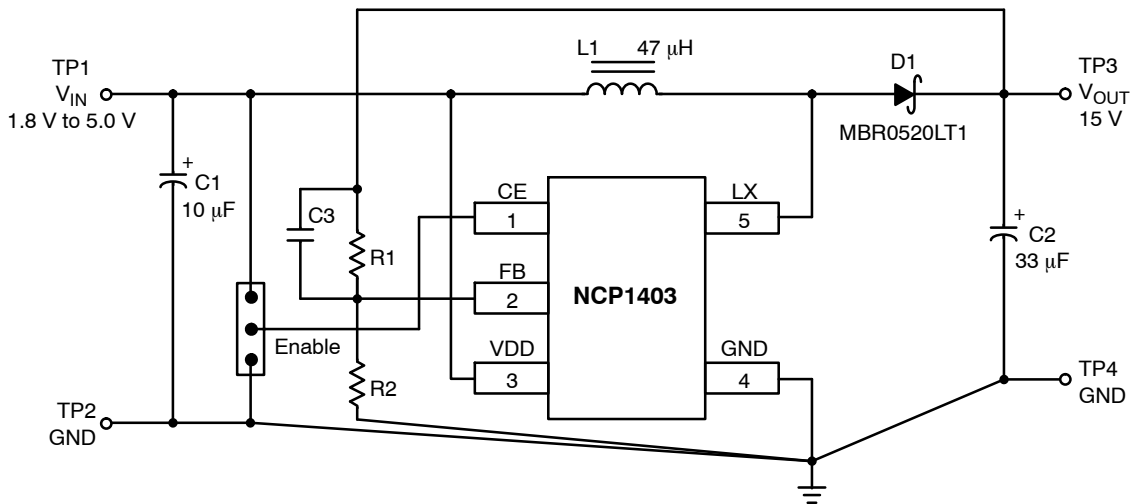 L1 47 μH
D1
TP1
V_IN
1.8 V to 5.0 V
TP3
V_OUT
15 V
MBR0520LT1
+
C1
10 μF
C3
R1
CE
1
LX
5
+
C2
33 μF
FB
2
NCP1403
Enable
VDD
3
GND
4
R2
TP2
GND
TP4
GND